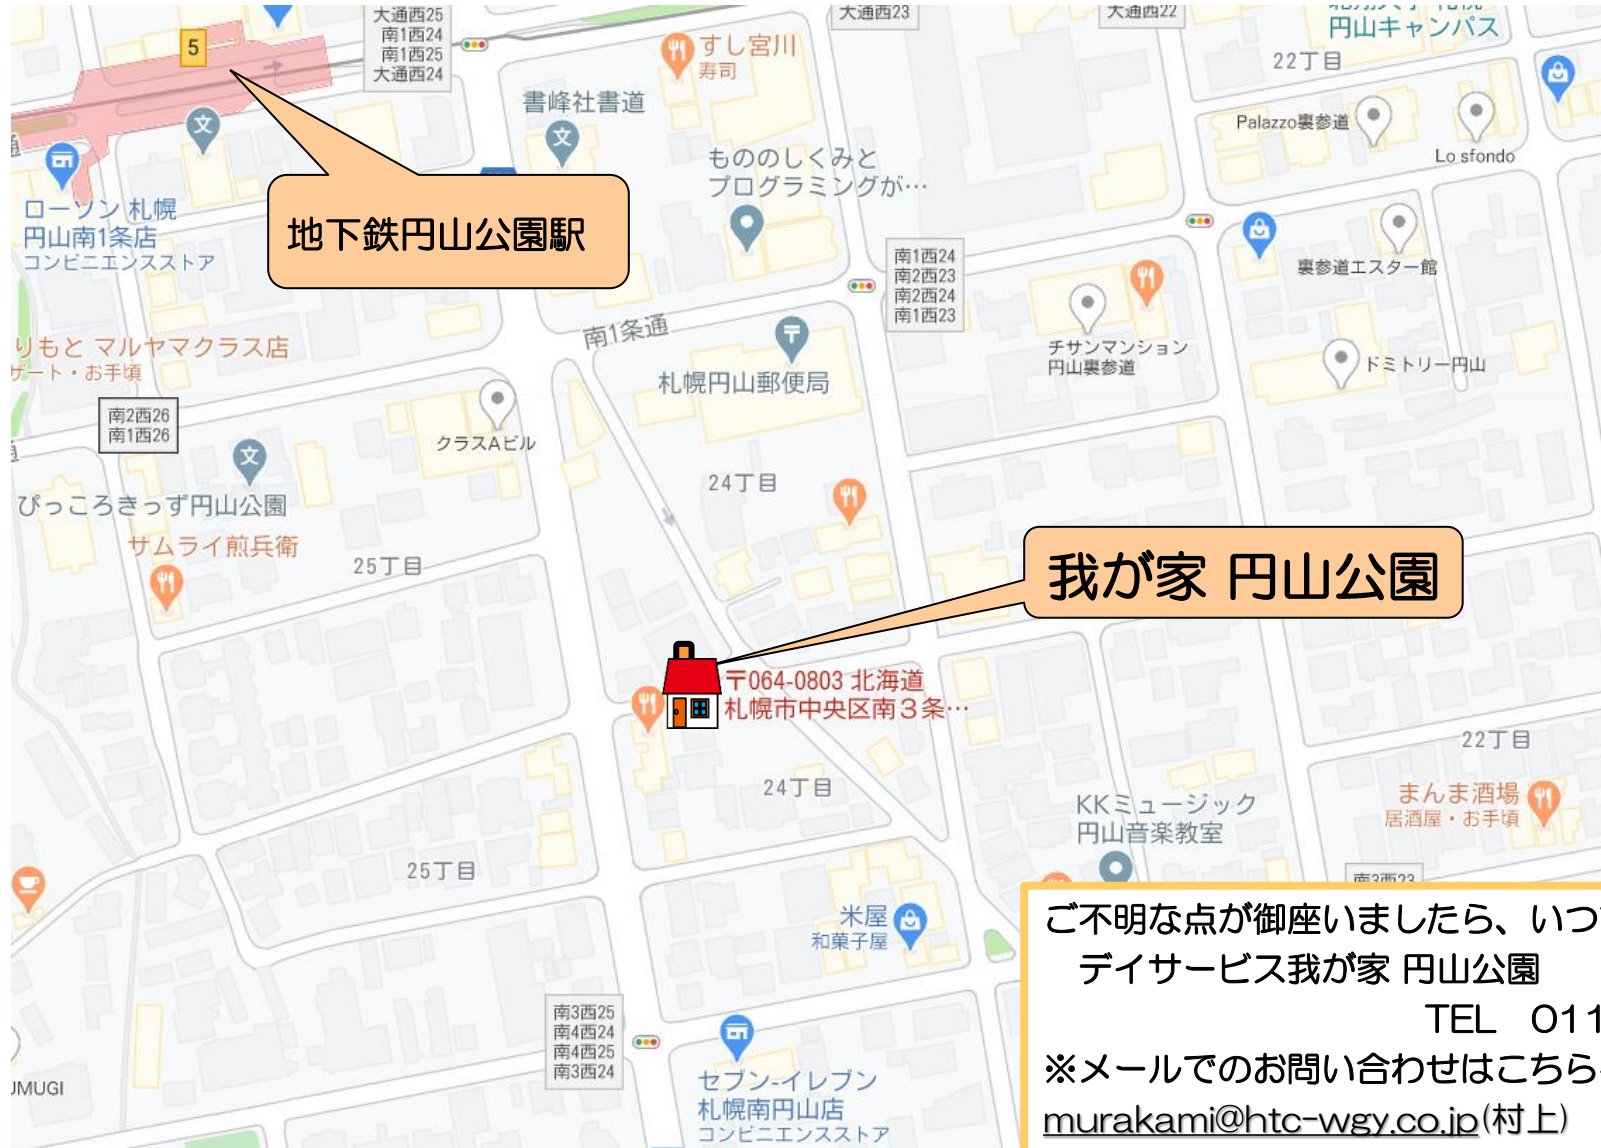 大通西25
南1西24
南1西25
大通西24
5
すし宮川
寿司
大通西23
大通西22
円山キャンパス
22丁目
書峰社書道
Palazzo裏参道
Lo sfondo
もののしくみと
プログラミングが…
ローソン 札幌
円山南1条店
コンビニエンスストア
地下鉄円山公園駅
南1西24
南2西23
南2西24
南1西23
裏参道エスター館
南1条通
チサンマンション
円山裏参道
ドミトリー円山
りもと マルヤマクラス店
ザート・お手頃
札幌円山郵便局
南2西26
南1西26
クラスAビル
24丁目
ぴっころきっず円山公園
サムライ煎兵衛
25丁目
我が家 円山公園
〒064-0803 北海道
札幌市中央区南3条…
22丁目
24丁目
まんま酒場
居酒屋・お手頃
KKミュージック
円山音楽教室
25丁目
南3西23
米屋
和菓子屋
ご不明な点が御座いましたら、いつ
デイサービス我が家 円山公園
TEL 011
※メールでのお問い合わせはこちら
murakami@htc-wgy.co.jp(村上)
南3西25
南4西24
南4西25
南3西24
セブン-イレブン
札幌南円山店
コンビニエンスストア
UMUGI